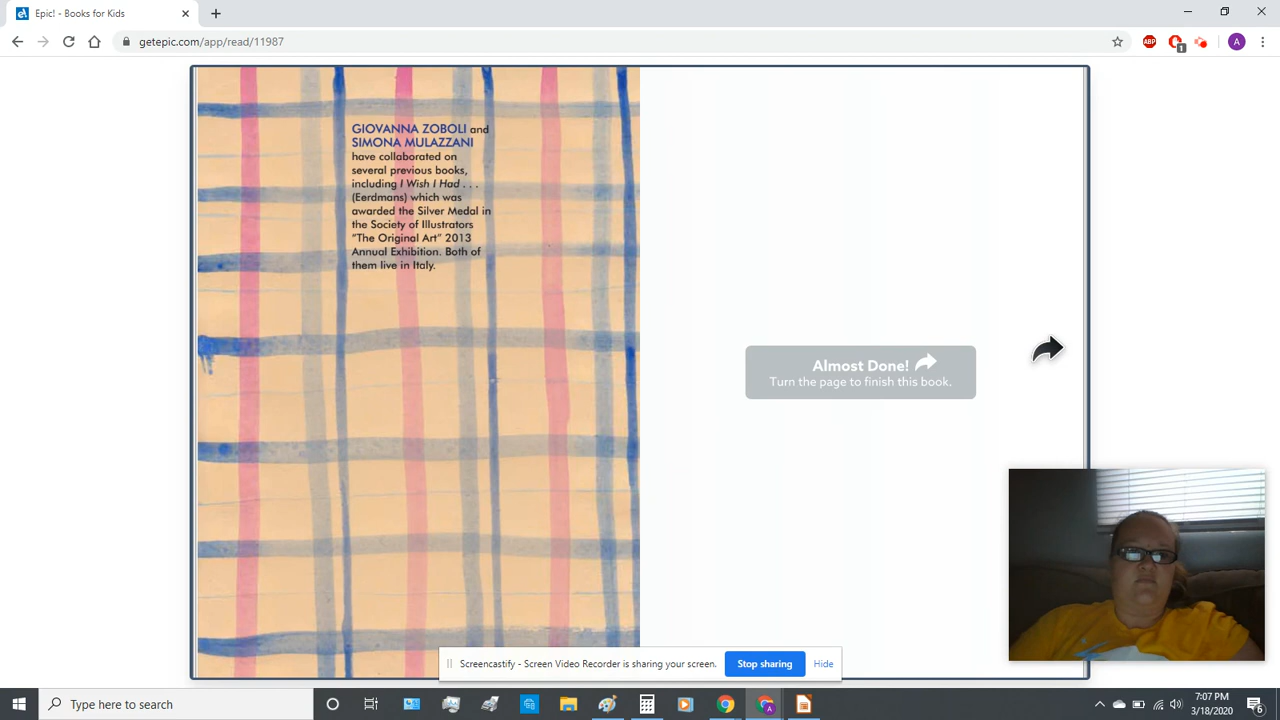 Epic! - Books for Kids
getepic.com/app/read/11987
ABP
1
A
GIOVANNA ZOBOLI and
SIMONA MULAZZANI
have collaborated on
several previous books,
including I Wish I Had . . .
(Eerdmans) which was
awarded the Silver Medal in
the Society of Illustrators
"The Original Art" 2013
Annual Exhibition. Both of
them live in Italy.
Almost Done!
Turn the page to finish this book.
Screencastify - Screen Video Recorder is sharing your screen.
Stop sharing
Hide
Type here to search
A
7:07 PM
3/18/2020
6